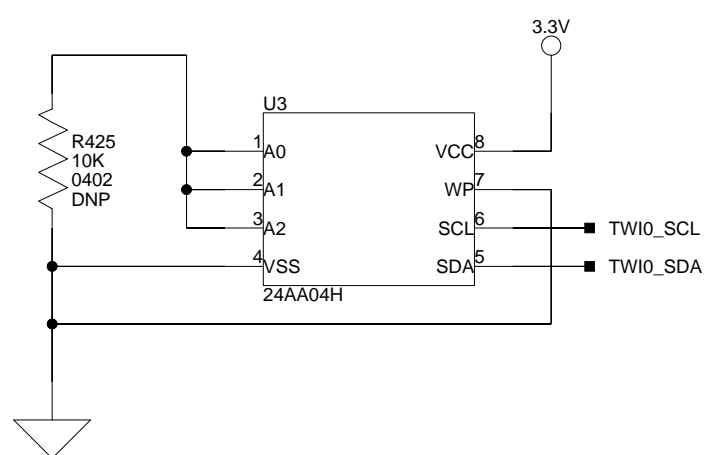 3.3V
U3
R425
10K
0402
DNP
1 A0 VCC 8
2 A1 WP 7
3 A2 SCL 6 TWI0_SCL
4 VSS SDA 5 TWI0_SDA
24AA04H